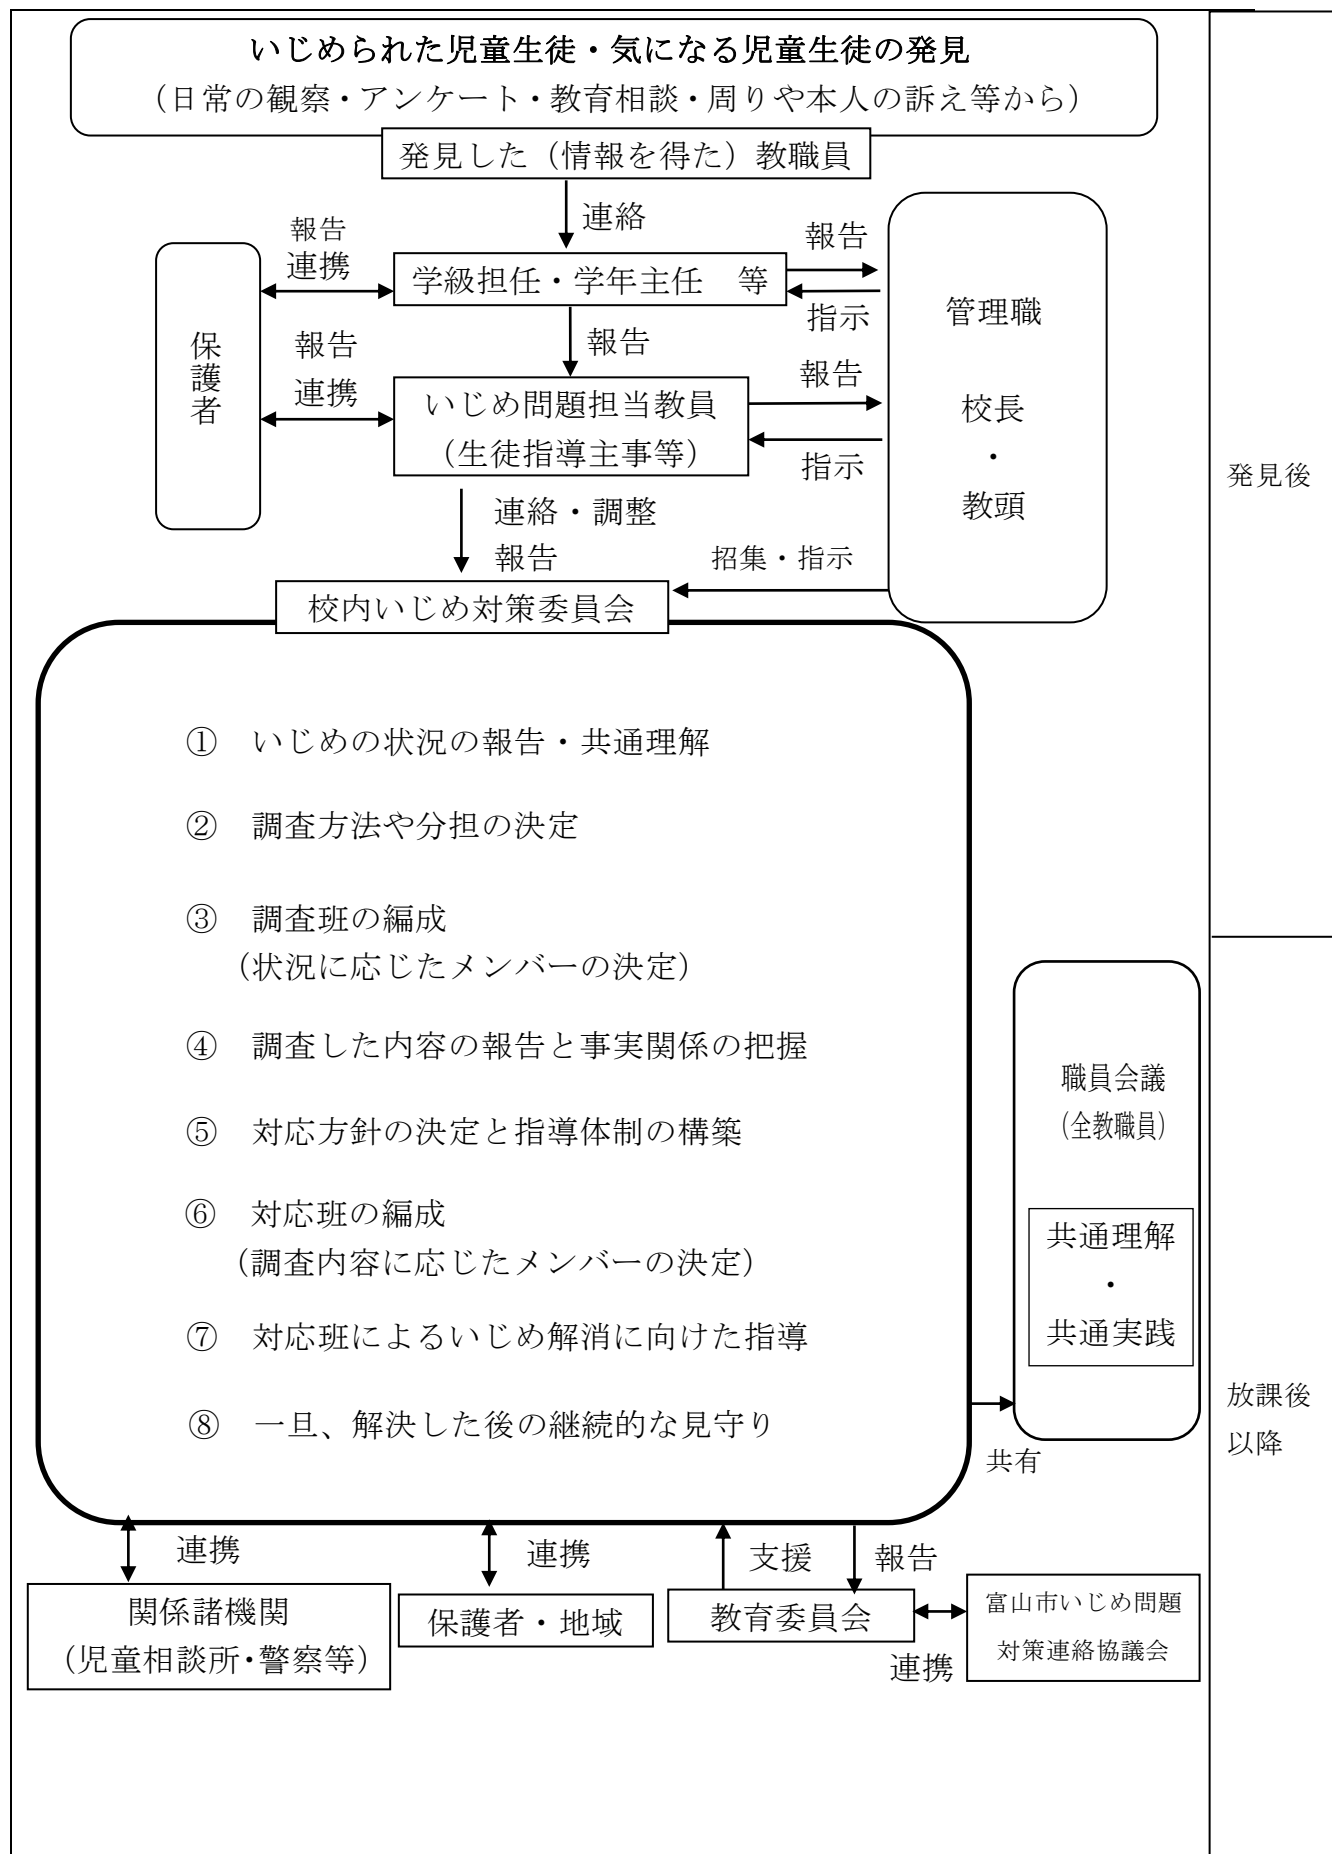 いじめられた児童生徒・気になる児童生徒の発見
（日常の観察・アンケート・教育相談・周りや本人の訴え等から）
発見した（情報を得た）教職員
連絡
報告
連携
学級担任・学年主任　等
報告
指示
報告
保護者
報告
連携
いじめ問題担当教員
（生徒指導主事等）
報告
指示
管理職
校長
・
教頭
連絡・調整
報告
招集・指示
校内いじめ対策委員会
発見後
①　いじめの状況の報告・共通理解
②　調査方法や分担の決定
③　調査班の編成
（状況に応じたメンバーの決定）
④　調査した内容の報告と事実関係の把握
⑤　対応方針の決定と指導体制の構築
⑥　対応班の編成
（調査内容に応じたメンバーの決定）
⑦　対応班によるいじめ解消に向けた指導
⑧　一旦、解決した後の継続的な見守り
職員会議
（全教職員）
共通理解
・
共通実践
共有
放課後
以降
連携
連携
支援
報告
関係諸機関
（児童相談所・警察等）
保護者・地域
教育委員会
連携
富山市いじめ問題
対策連絡協議会